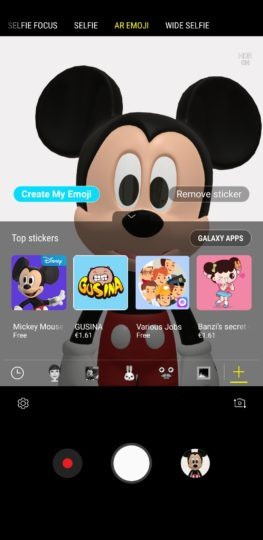 SELFIE FOCUS SELFIE AR EMOJI WIDE SELFIE
HDR
ON
Create My Emoji Remove sticker
Top stickers GALAXY APPS
Disney
GUSINA
Mickey Mouse GUSINA Various Jobs Banzi's secret
Free €1.61 Free €1.61